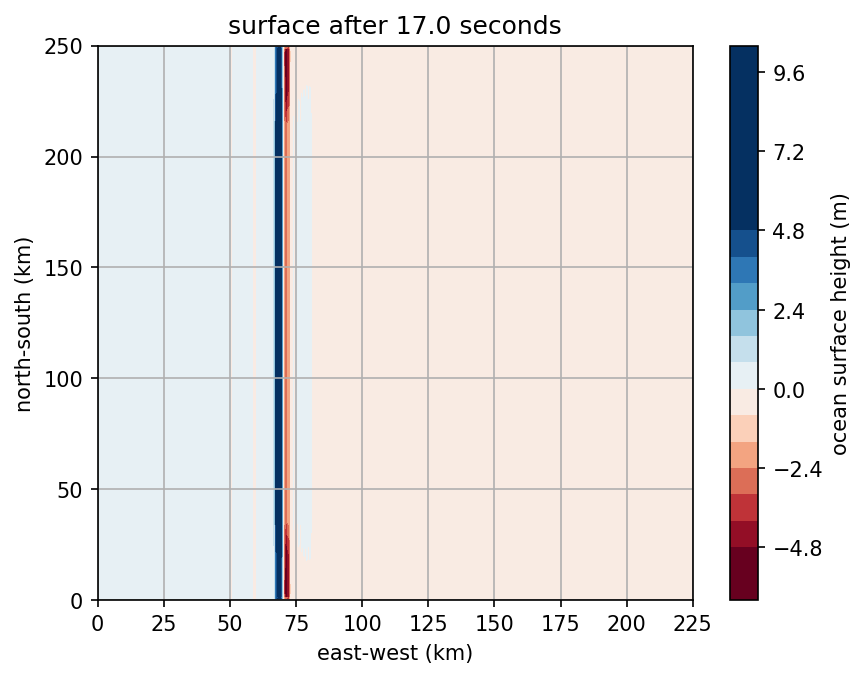 surface after 17.0 seconds
250
200
150
100
50
0
north-south (km)
0 25 50 75 100 125 150 175 200 225
east-west (km)
9.6
7.2
4.8
2.4
0.0
−2.4
−4.8
ocean surface height (m)